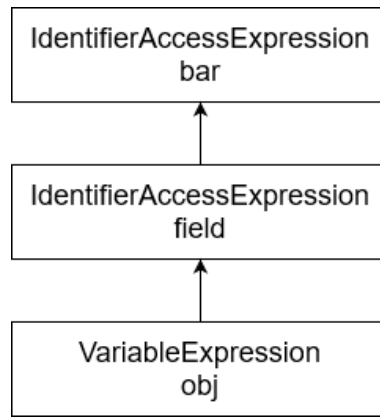 IdentifierAccessExpression
bar
IdentifierAccessExpression
field
VariableExpression
obj